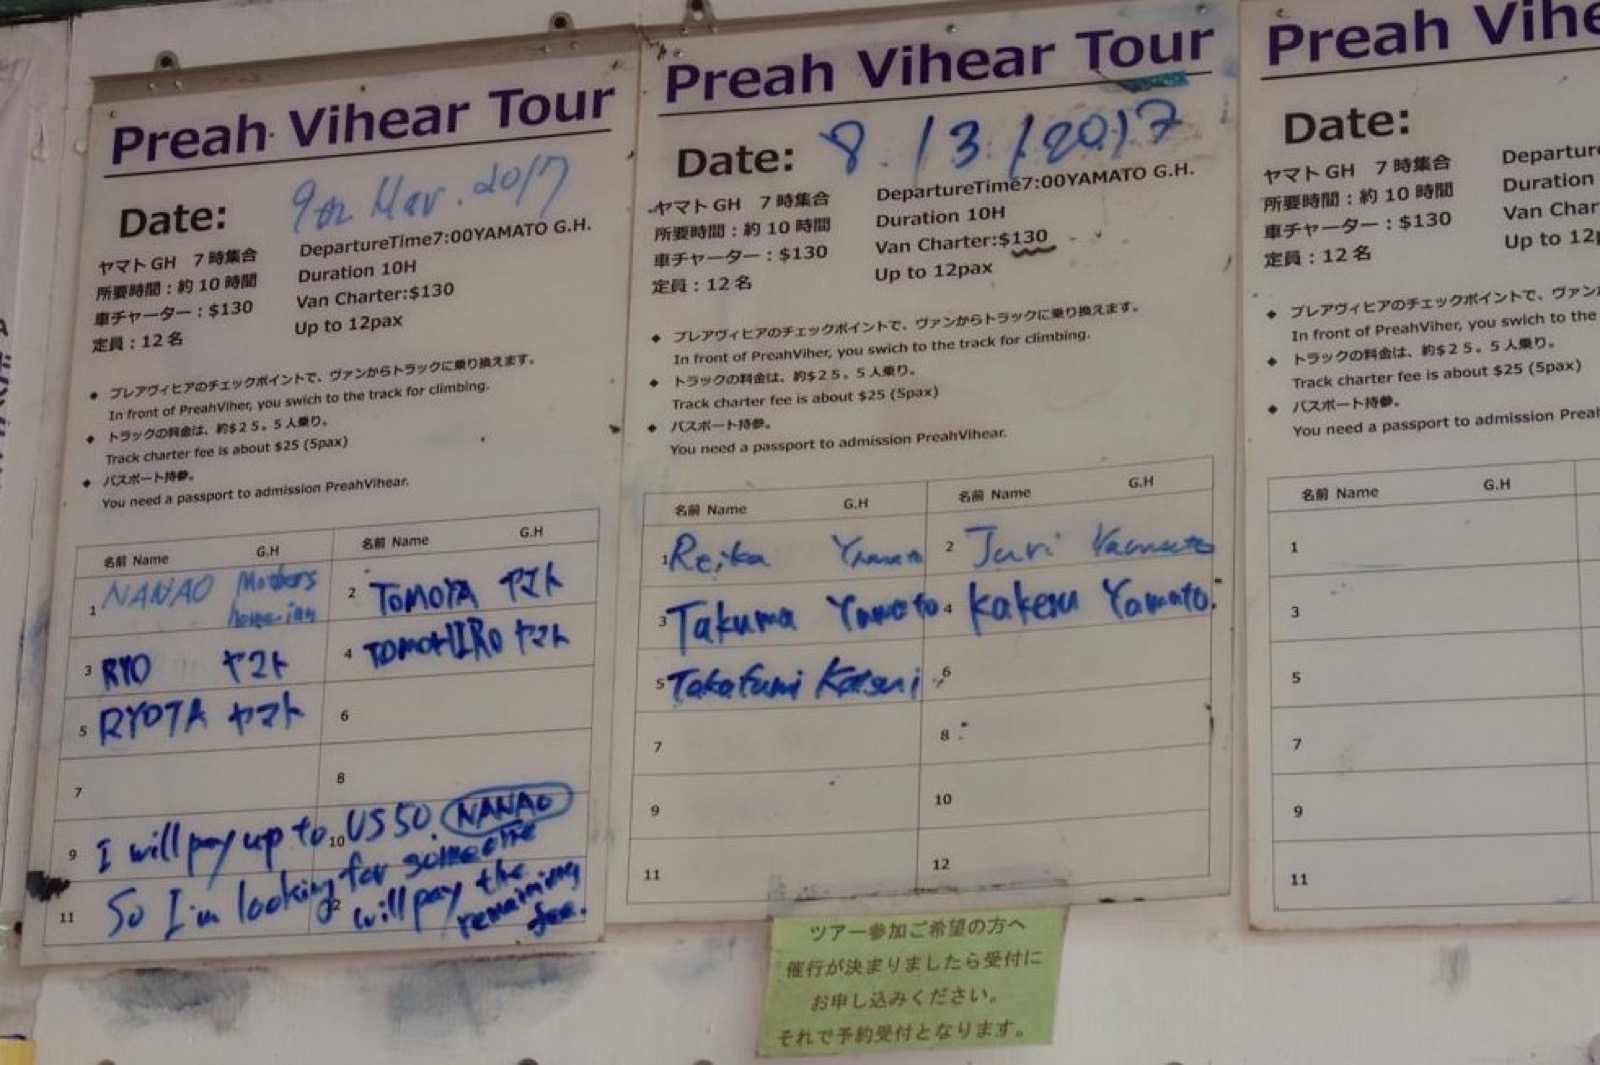 Preah Vihear Tour
Date: 9th Mar. 2017
ヤマトGH 7時集合
所要時間：約10時間
車チャーター：$130
定員：12名
DepartureTime7:00YAMATO G.H.
Duration 10H
Van Charter:$130
Up to 12pax
◆ プレアヴィヒアのチェックポイントで、ヴァンからトラックに乗り換えます。
In front of PreahViher, you swich to the track for climbing.
◆ トラックの料金は、約$25。5人乗り。
Track charter fee is about $25 (5pax)
◆ パスポート持参。
You need a passport to admission PreahVihear.
名前 Name G.H 名前 Name G.H
1 NANAO Mothers home inn 2 TOMOYA ヤマト
3 RYO ヤマト 4 TOMOHIRO ヤマト
5 RYOTA ヤマト 6
7 8
9 I will pay up to 10 US 50. NANAO
11 So I'm looking for someone
will pay the
remaining
fee.
Preah Vihear Tour
Date: 8/3/2017
ヤマトGH 7時集合
所要時間：約10時間
車チャーター：$130
定員：12名
DepartureTime7:00YAMATO G.H.
Duration 10H
Van Charter:$130
Up to 12pax
◆ プレアヴィヒアのチェックポイントで、ヴァンからトラックに乗り換えます。
In front of PreahViher, you swich to the track for climbing.
◆ トラックの料金は、約$25。5人乗り。
Track charter fee is about $25 (5pax)
◆ パスポート持参。
You need a passport to admission PreahVihear.
名前 Name G.H 名前 Name G.H
1 Reika Yamato 2 Juri Yamato
3 Takuma Yamato 4 Kakeru Yamato
5 Takafumi 6
7 8
9 10
11 12
ツアー参加ご希望の方へ
催行が決まりましたら受付に
お申し込みください。
それで予約受付となります。
Preah Vihe
Date:
ヤマトGH 7時集合
所要時間：約10時間
車チャーター：$130
定員：12名
Departure
Duration
Van Char
Up to 12p
◆ プレアヴィヒアのチェックポイントで、ヴァン
In front of PreahViher, you swich to the
◆ トラックの料金は、約$25。5人乗り。
Track charter fee is about $25 (5pax)
◆ パスポート持参。
You need a passport to admission Preah
名前 Name G.H
1
3
5
7
9
11